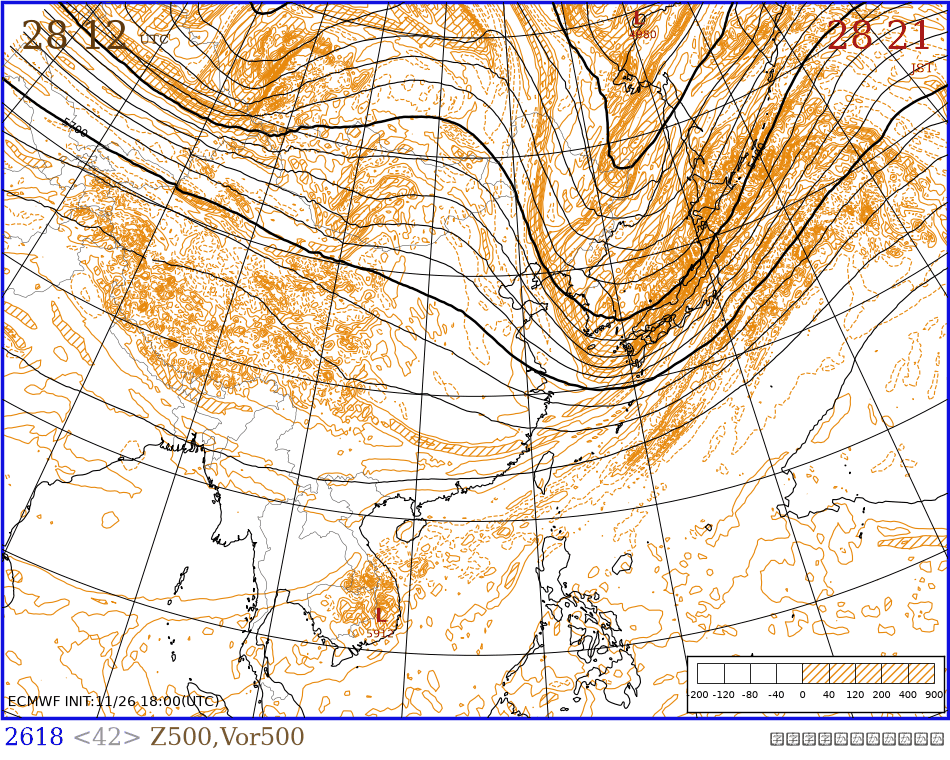 28 12 UTC
28 21 JST
L
4980
5700
L
5912
-200 -120 -80 -40 0 40 120 200 400 900
ECMWF INIT:11/26 18:00(UTC)
2618 <42> Z500,Vor500